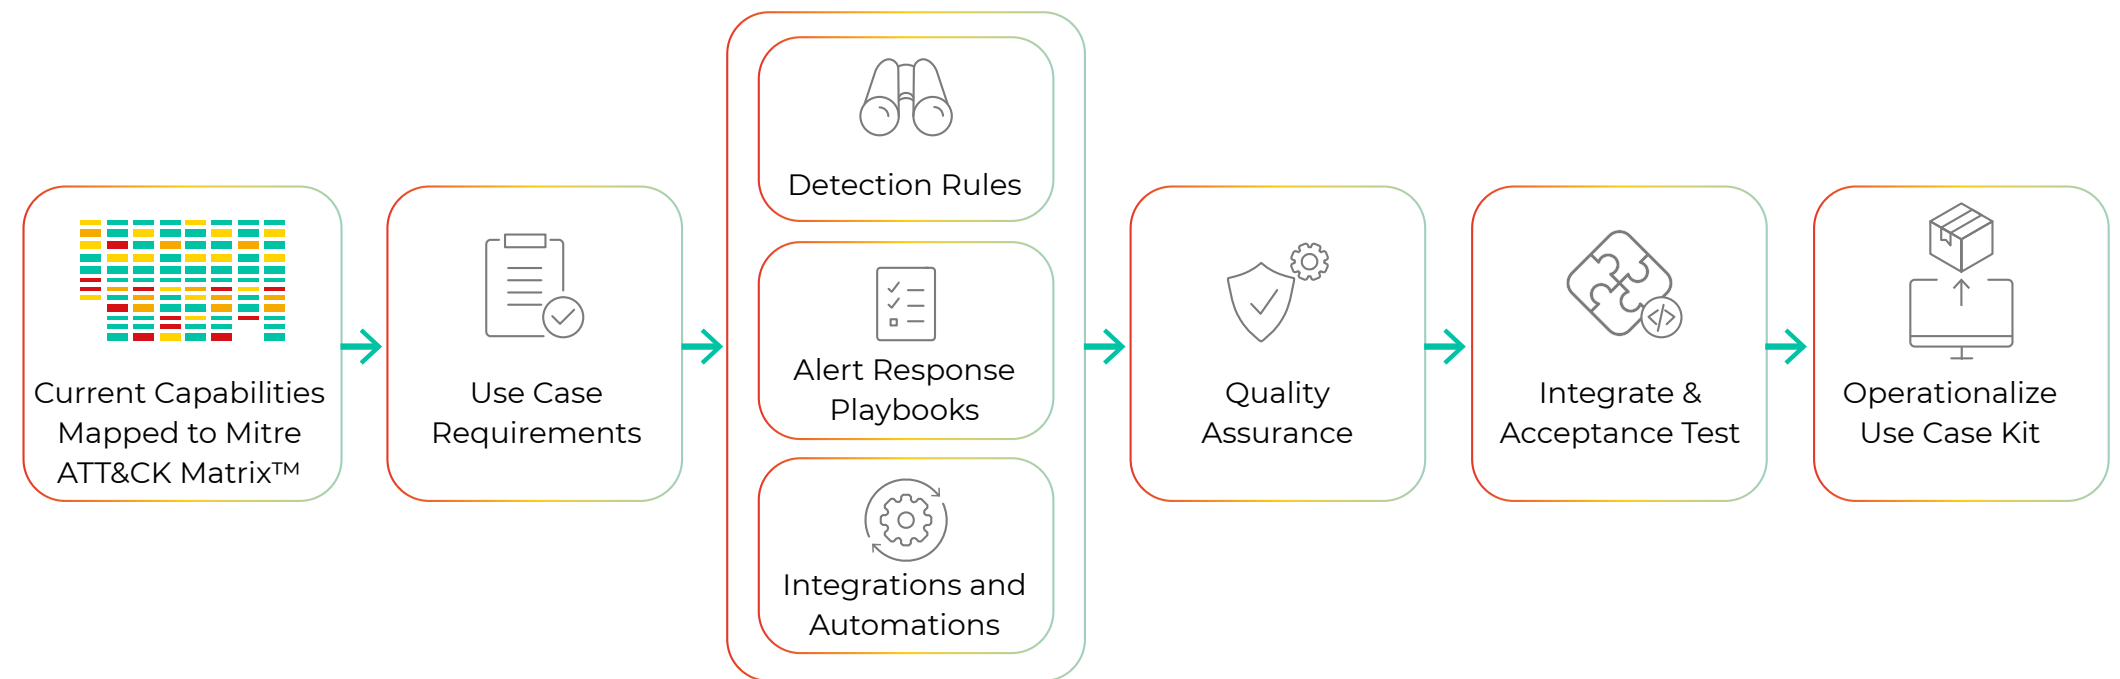 Current Capabilities
Mapped to Mitre
ATT&CK Matrix™
Use Case
Requirements
Detection Rules
Alert Response
Playbooks
Integrations and
Automations
Quality
Assurance
Integrate &
Acceptance Test
Operationalize
Use Case Kit